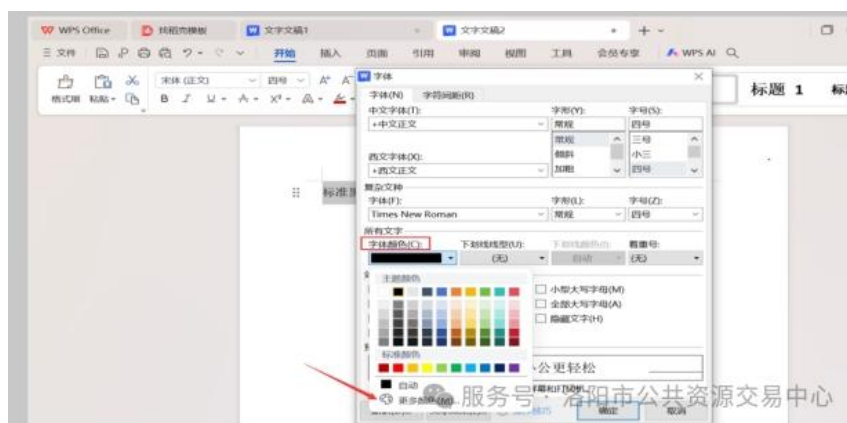 WPS Office
找稻壳模板
文字文稿1
文字文稿2
文件
开始
插入
页面
引用
审阅
视图
工具
会员专享
WPS AI
格式刷
粘贴
宋体 (正文)
四号
标题 1
标
字体
字体(N)
字符间距(R)
中文字体(T):
字形(Y):
字号(S):
+中文正文
常规
四号
常规
三号
倾斜
小三
加粗
四号
西文字体(X):
+西文正文
复杂文种
字体(F):
字形(L):
字号(Z):
Times New Roman
常规
四号
所有文字
字体颜色(C):
下划线线型(U):
下划线颜色(I):
着重号:
(无)
自动
(无)
主题颜色
小型大写字母(M)
全部大写字母(A)
隐藏文字(H)
标准颜色
公更轻松
自动
更多颜色(M)...
确定
取消
标准
服务号 · 洛阳市公共资源交易中心